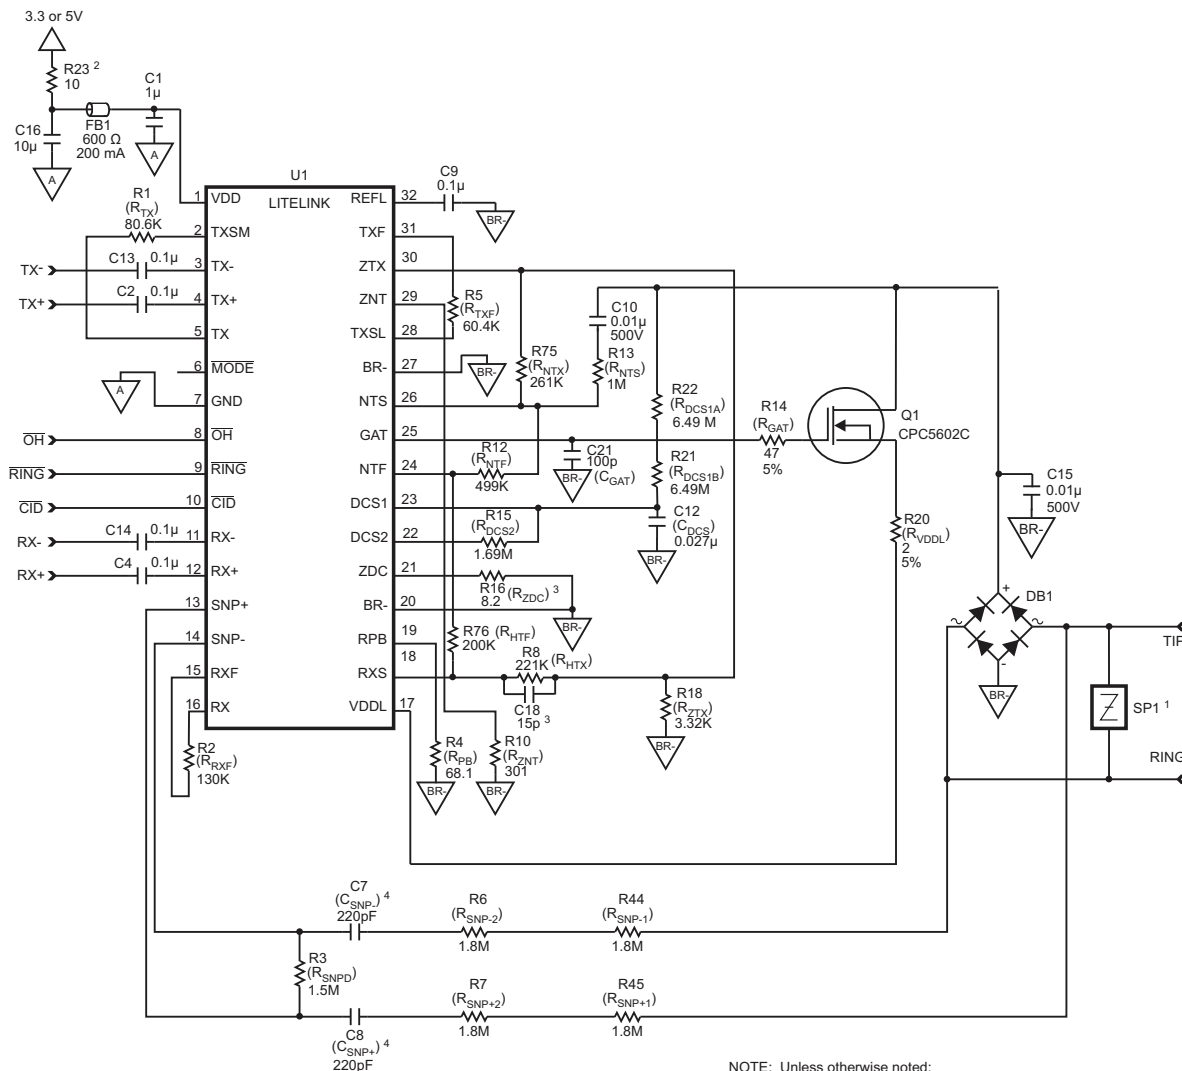 3.3 or 5V
R23 2
10
C1
1µ
C16
10µ
FB1
600 Ω
200 mA
A
A
U1
LITELINK
R1
(RTX)
80.6K
C13 0.1µ
C2 0.1µ
TX-
TX+
A
OH
RING
CID
RX-
RX+
C14 0.1µ
C4 0.1µ
1 VDD
2 TXSM
3 TX-
4 TX+
5 TX
6 MODE
7 GND
8 OH
9 RING
10 CID
11 RX-
12 RX+
13 SNP+
14 SNP-
15 RXF
16 RX
REFL 32
TXF 31
ZTX 30
ZNT 29
TXSL 28
BR- 27
NTS 26
GAT 25
NTF 24
DCS1 23
DCS2 22
ZDC 21
BR- 20
RPB 19
RXS 18
VDDL 17
R2
(RRXF)
130K
C9
0.1µ
BR-
R5
(RTXF)
60.4K
BR-
R75
(RNTX)
261K
C10
0.01µ
500V
R13
(RNTS)
1M
R22
(RDCS1A)
6.49 M
R21
(RDCS1B)
6.49M
R14
(RGAT)
47
5%
Q1
CPC5602C
R12
(RNTF)
499K
C21
100p
(CGAT)
BR-
R15
(RDCS2)
1.69M
C12
(CDCS)
0.027µ
BR-
R16 (RZDC) 3
8.2
BR-
R20
(RVDDL)
2
5%
C15
0.01µ
500V
BR-
R76 (RHTF)
200K
R8
221K (RHTX)
C18
15p 3
R18
(RZTX)
3.32K
BR-
R4
(RPB)
68.1
BR-
R10
(RZNT)
301
BR-
+
DB1
~
~
-
BR-
TIP
SP1 1
RING
C7
(CSNP-) 4
220pF
R6
(RSNP-2)
1.8M
R44
(RSNP-1)
1.8M
R3
(RSNPD)
1.5M
R7
(RSNP+2)
1.8M
R45
(RSNP+1)
1.8M
C8
(CSNP+) 4
220pF
NOTE: Unless otherwise noted: